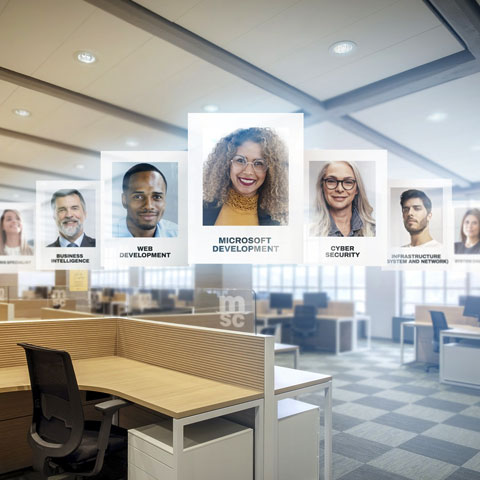 BUSINESS
INTELLIGENCE
WEB
DEVELOPMENT
MICROSOFT
DEVELOPMENT
CYBER
SECURITY
INFRASTRUCTURE
SYSTEM AND NETWORK)
msc